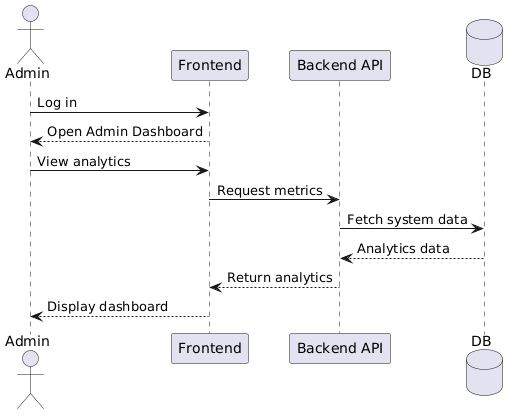 Admin
Frontend
Backend API
DB
Log in
Open Admin Dashboard
View analytics
Request metrics
Fetch system data
Analytics data
Return analytics
Display dashboard
Admin
Frontend
Backend API
DB